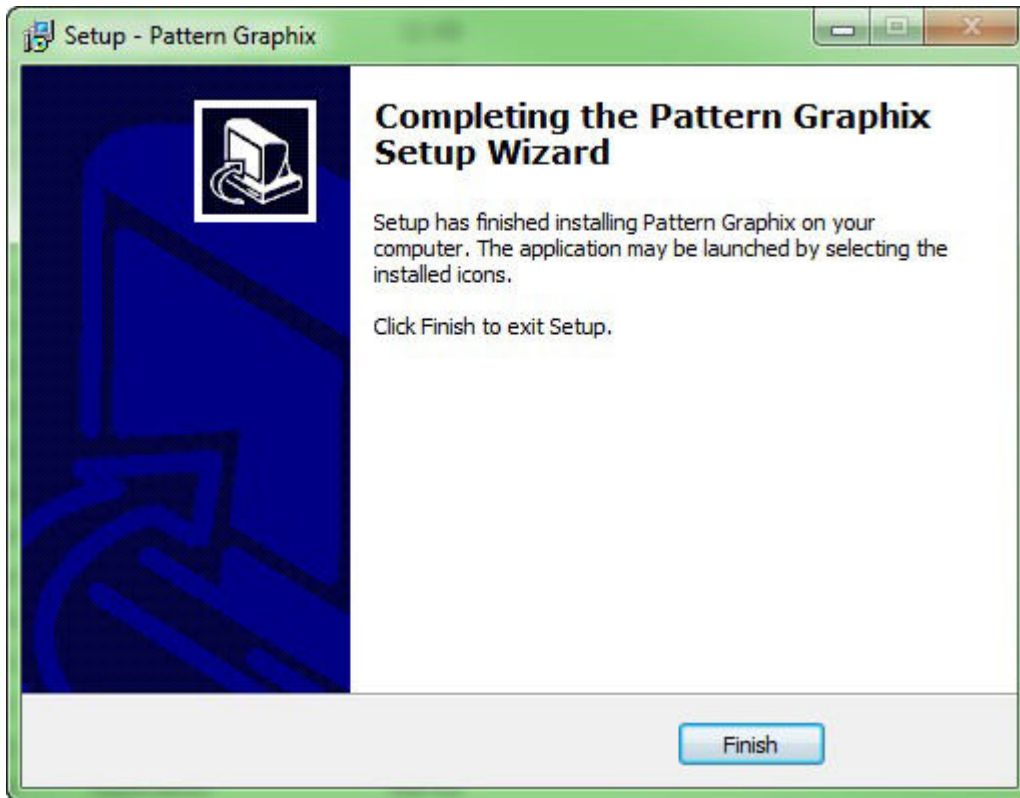 Setup - Pattern Graphix
Completing the Pattern Graphix
Setup Wizard
Setup has finished installing Pattern Graphix on your
computer. The application may be launched by selecting the
installed icons.
Click Finish to exit Setup.
Finish